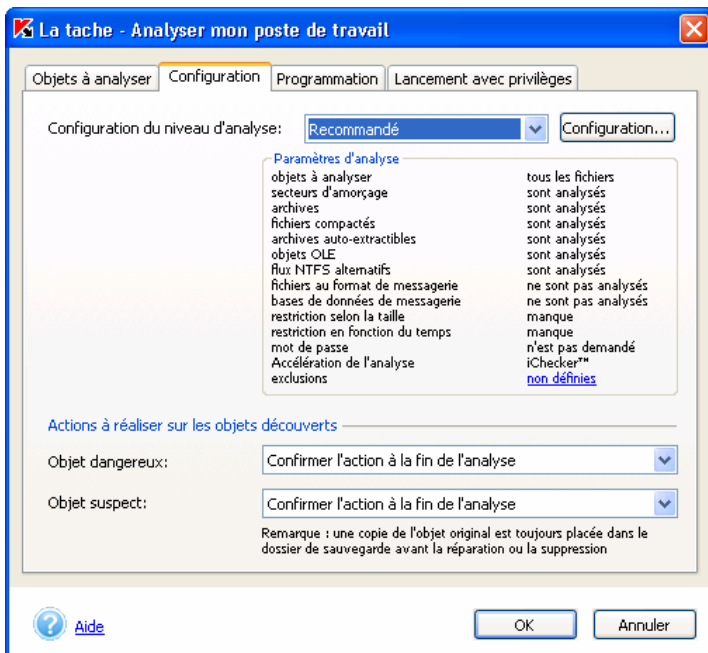 La tache - Analyser mon poste de travail
Objets à analyser Configuration Programmation Lancement avec privilèges
Configuration du niveau d'analyse: Recommandé Configuration...
Paramètres d'analyse
objets à analyser tous les fichiers
secteurs d'amorçage sont analysés
archives sont analysés
fichiers compactés sont analysés
archives auto-extractibles sont analysés
objets OLE sont analysés
flux NTFS alternatifs sont analysés
fichiers au format de messagerie ne sont pas analysés
bases de données de messagerie ne sont pas analysés
restriction selon la taille manque
restriction en fonction du temps manque
mot de passe n'est pas demandé
Accélération de l'analyse iChecker™
exclusions non définies
Actions à réaliser sur les objets découverts
Objet dangereux: Confirmer l'action à la fin de l'analyse
Objet suspect: Confirmer l'action à la fin de l'analyse
Remarque : une copie de l'objet original est toujours placée dans le
dossier de sauvegarde avant la réparation ou la suppression
Aide OK Annuler